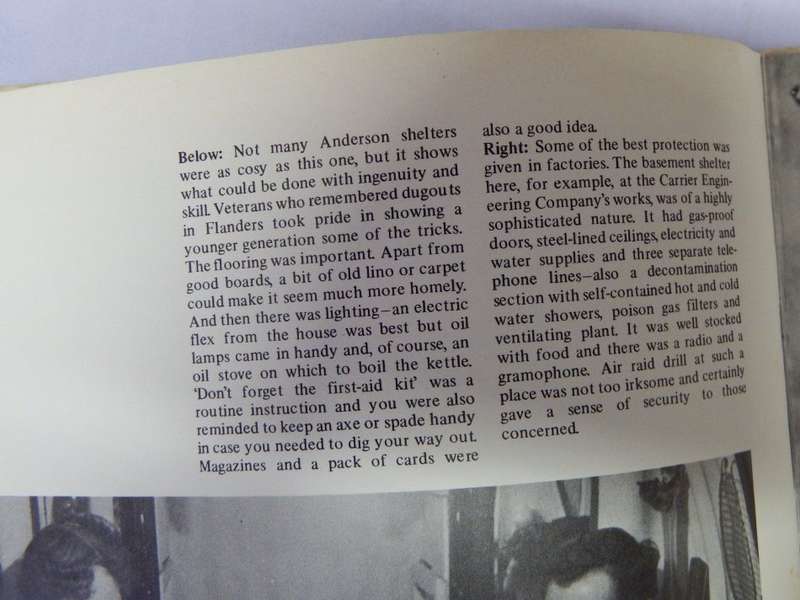 Below: Not many Anderson shelters
were as cosy as this one, but it shows
what could be done with ingenuity and
skill. Veterans who remembered dugouts
in Flanders took pride in showing a
younger generation some of the tricks.
The flooring was important. Apart from
good boards, a bit of old lino or carpet
could make it seem much more homely.
And then there was lighting—an electric
flex from the house was best but oil
lamps came in handy and, of course, an
oil stove on which to boil the kettle.
'Don't forget the first-aid kit' was a
routine instruction and you were also
reminded to keep an axe or spade handy
in case you needed to dig your way out.
Magazines and a pack of cards were
also a good idea.
Right: Some of the best protection was
given in factories. The basement shelter
here, for example, at the Carrier Engin-
eering Company's works, was of a highly
sophisticated nature. It had gas-proof
doors, steel-lined ceilings, electricity and
water supplies and three separate tele-
phone lines—also a decontamination
section with self-contained hot and cold
water showers, poison gas filters and
ventilating plant. It was well stocked
with food and there was a radio and a
gramophone. Air raid drill at such a
place was not too irksome and certainly
gave a sense of security to those
concerned.